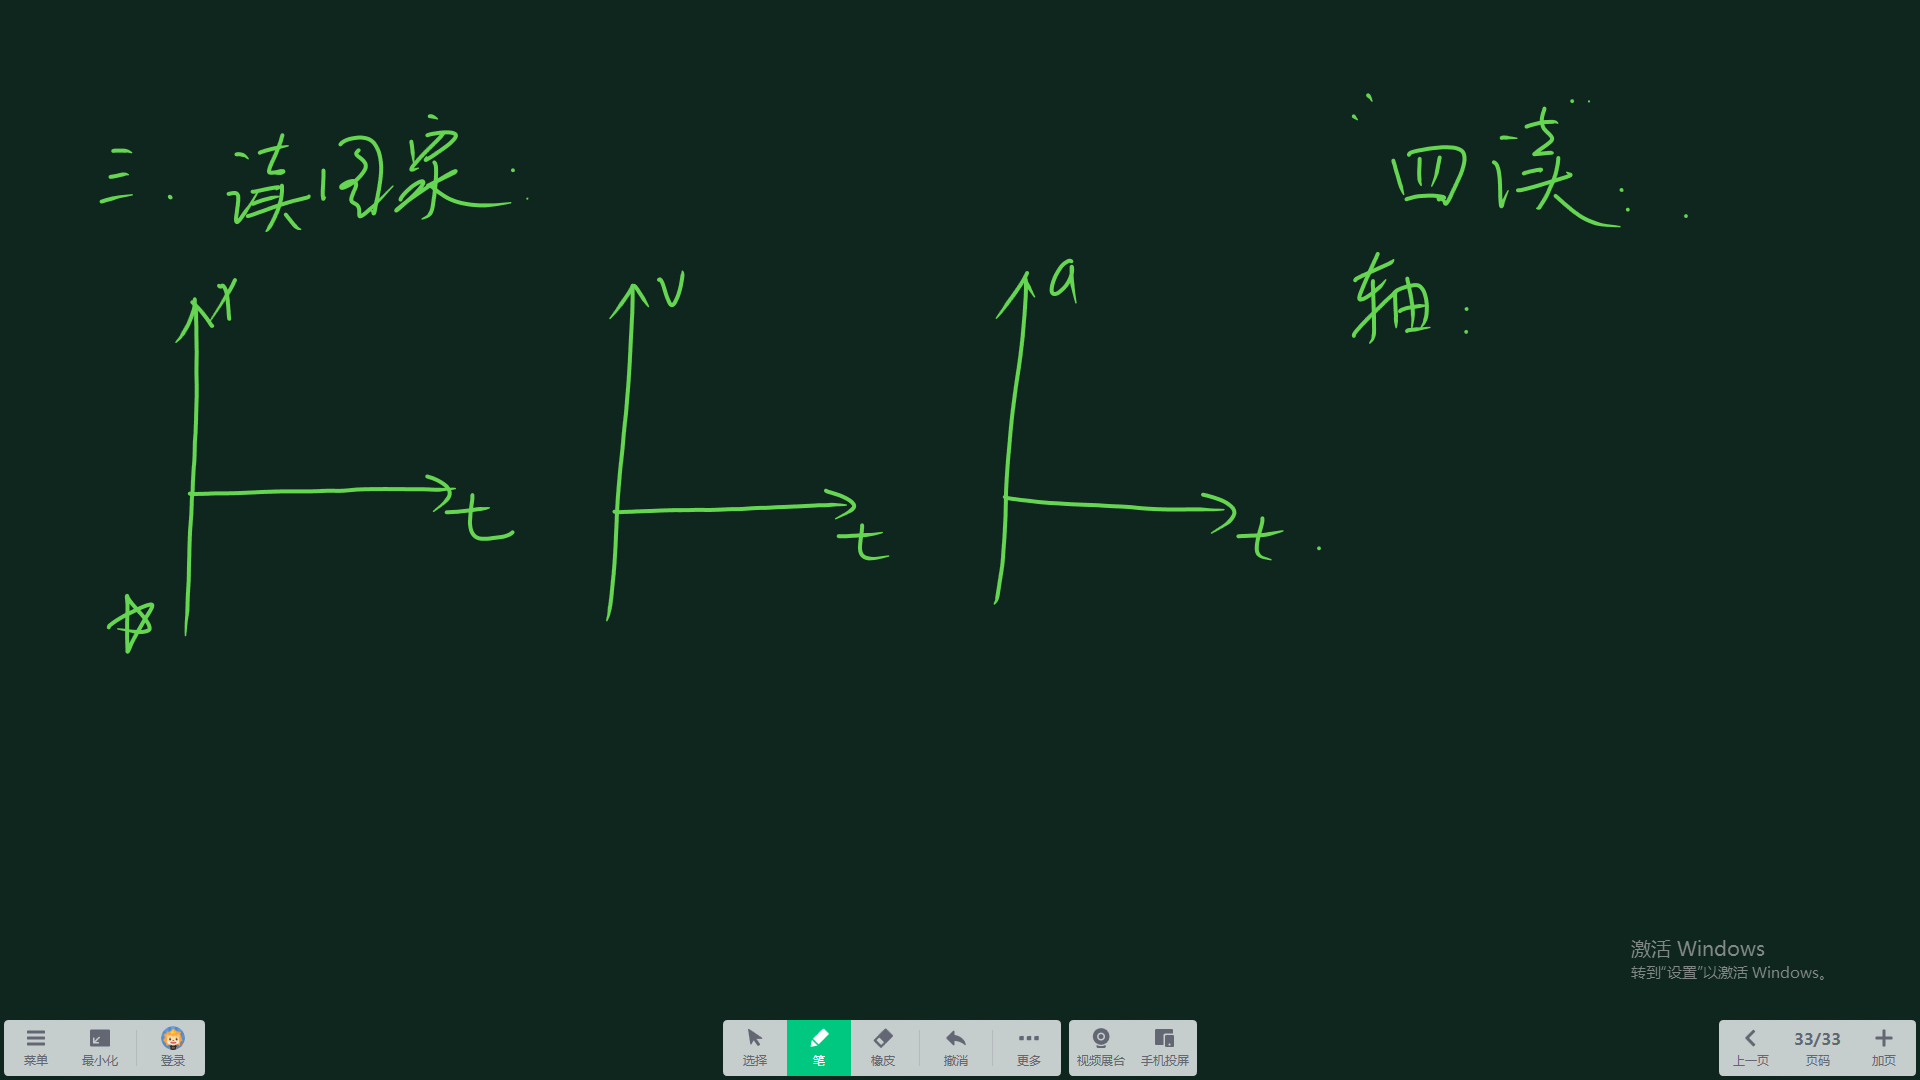 三.读图象:
四读:
轴:
x
v
a
t
t
t
激活 Windows
转到“设置”以激活 Windows。
菜单
最小化
登录
选择
笔
橡皮
撤消
更多
视频展台
手机投屏
上一页
33/33
页码
加页